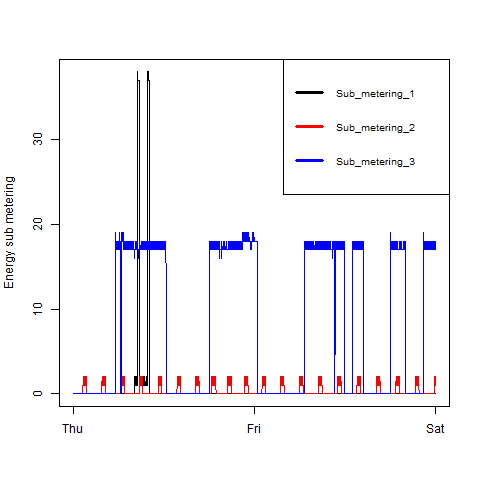 Sub_metering_1
Sub_metering_2
Sub_metering_3
Energy sub metering
30
20
10
0
Thu Fri Sat